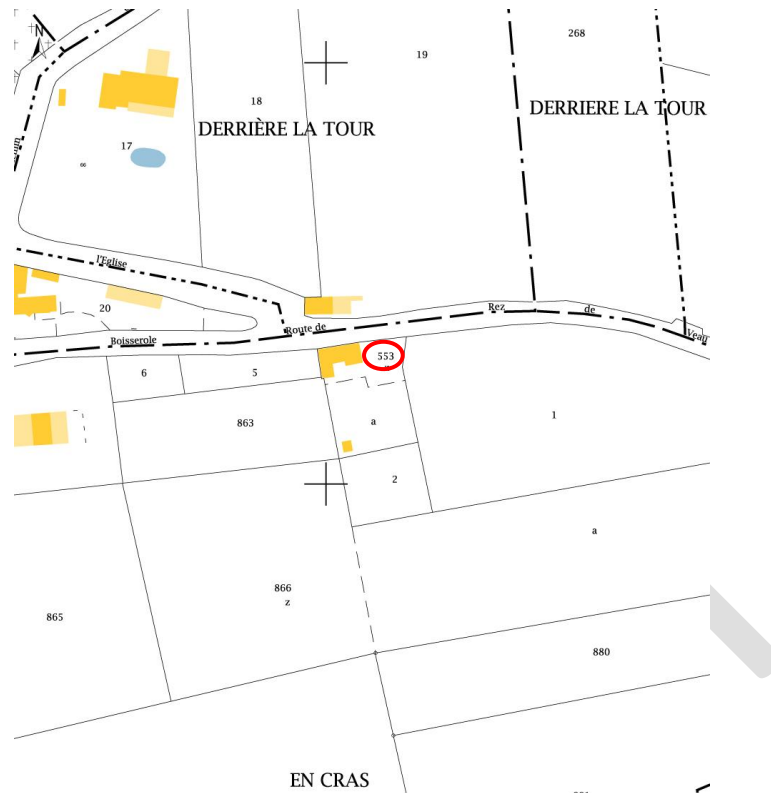 N
19
268
18
DERRIÈRE LA TOUR
DERRIERE LA TOUR
17
66
l'Eglise
20
Rez
de
Route de
Veau
Boisserole
553
6
5
863
a
1
2
a
866
z
865
880
EN CRAS